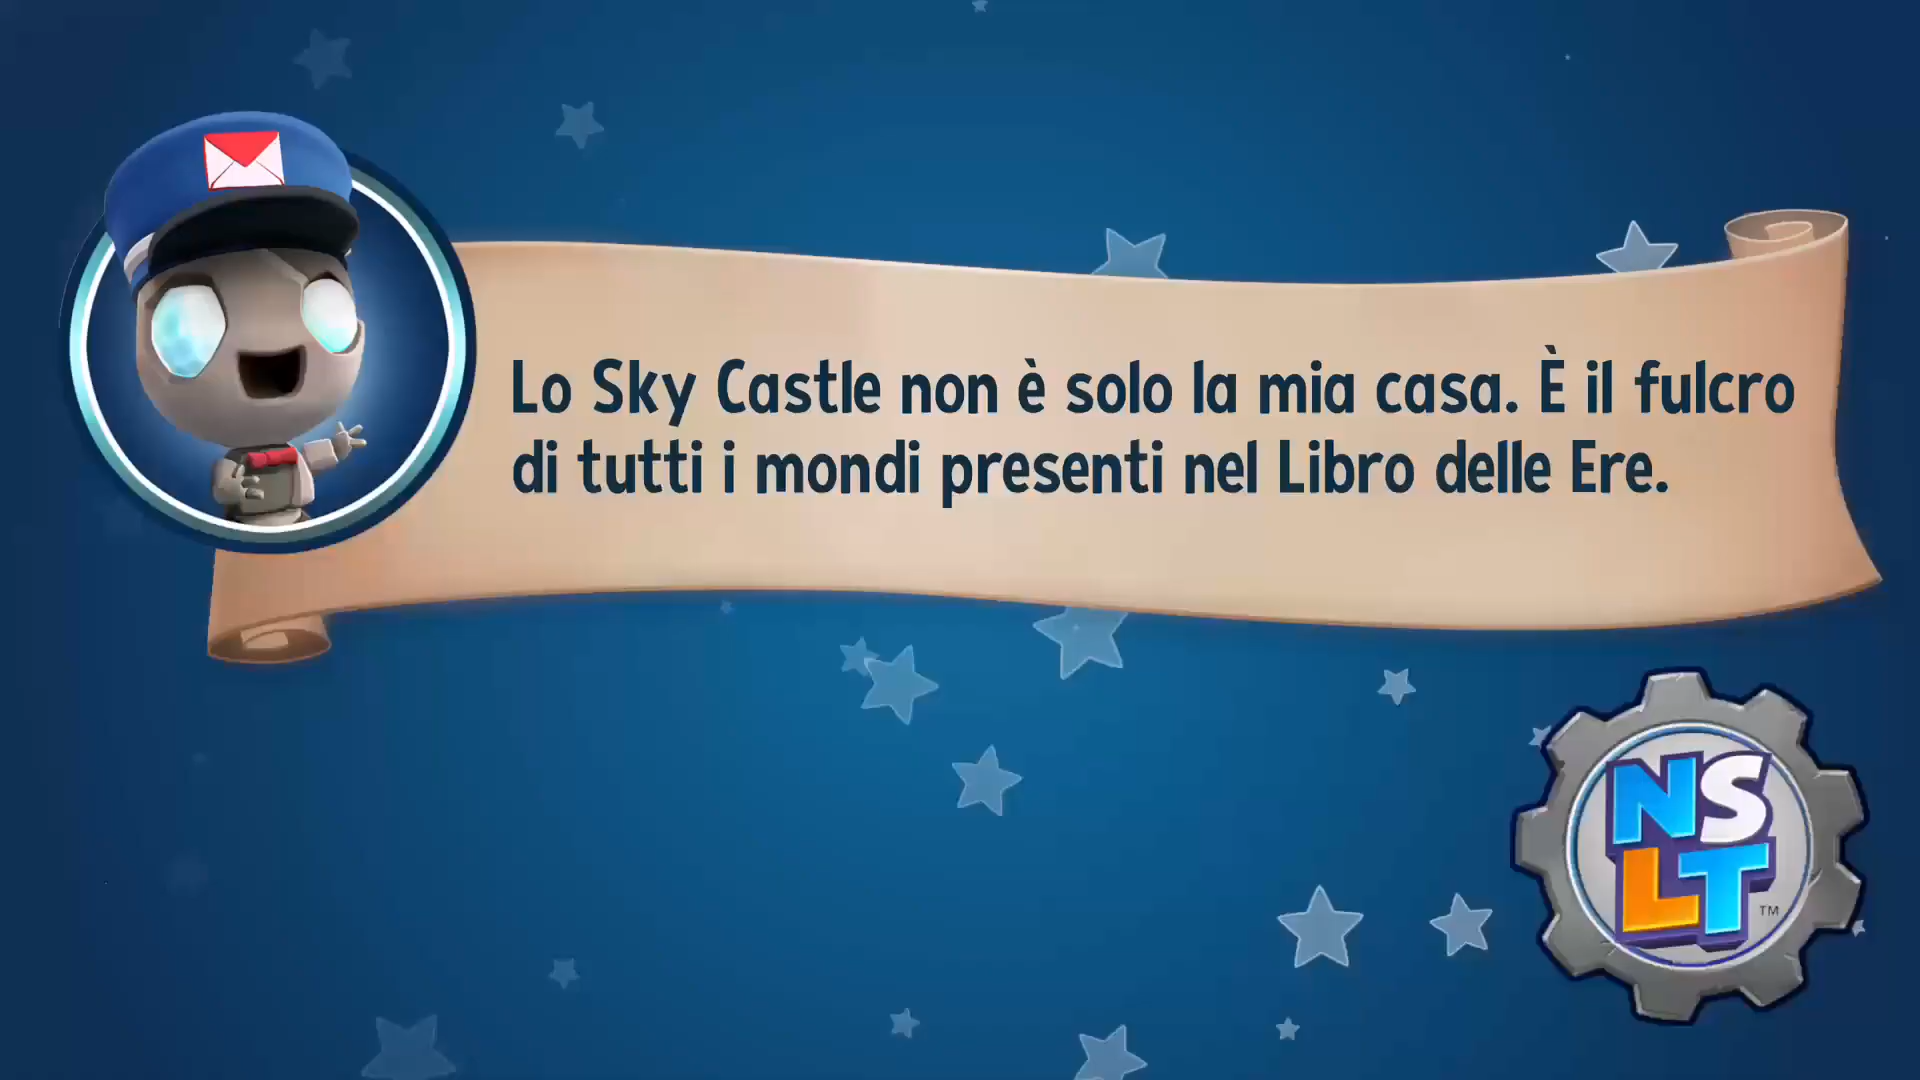 Lo Sky Castle non è solo la mia casa. È il fulcro
di tutti i mondi presenti nel Libro delle Ere.
NS
LT
TM